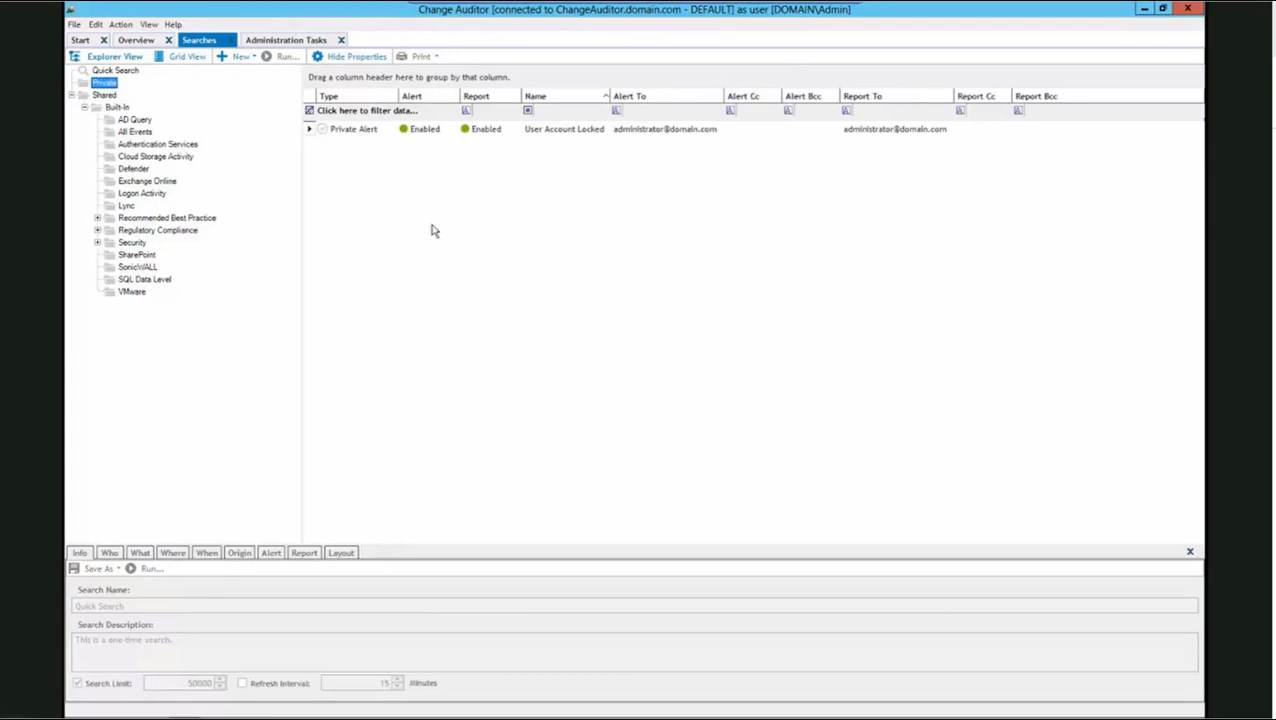 Change Auditor [connected to ChangeAuditor.domain.com - DEFAULT] as user [DOMAIN\Admin]
File Edit Action View Help
Start Overview Searches Administration Tasks
Explorer View Grid View New Run... Hide Properties Print
Quick Search
Private
Shared
Built-In
AD Query
All Events
Authentication Services
Cloud Storage Activity
Defender
Exchange Online
Logon Activity
Lync
Recommended Best Practice
Regulatory Compliance
Security
SharePoint
SonicWALL
SQL Data Level
VMware
Drag a column header here to group by that column.
Type Alert Report Name Alert To Alert Cc Alert Bcc Report To Report Cc Report Bcc
Click here to filter data...
Private Alert Enabled Enabled User Account Locked administrator@domain.com administrator@domain.com
Info Who What Where When Origin Alert Report Layout
Save As Run...
Search Name:
Quick Search
Search Description:
This is a one-time search.
Search Limit: 50000 Refresh Interval: 15 Minutes